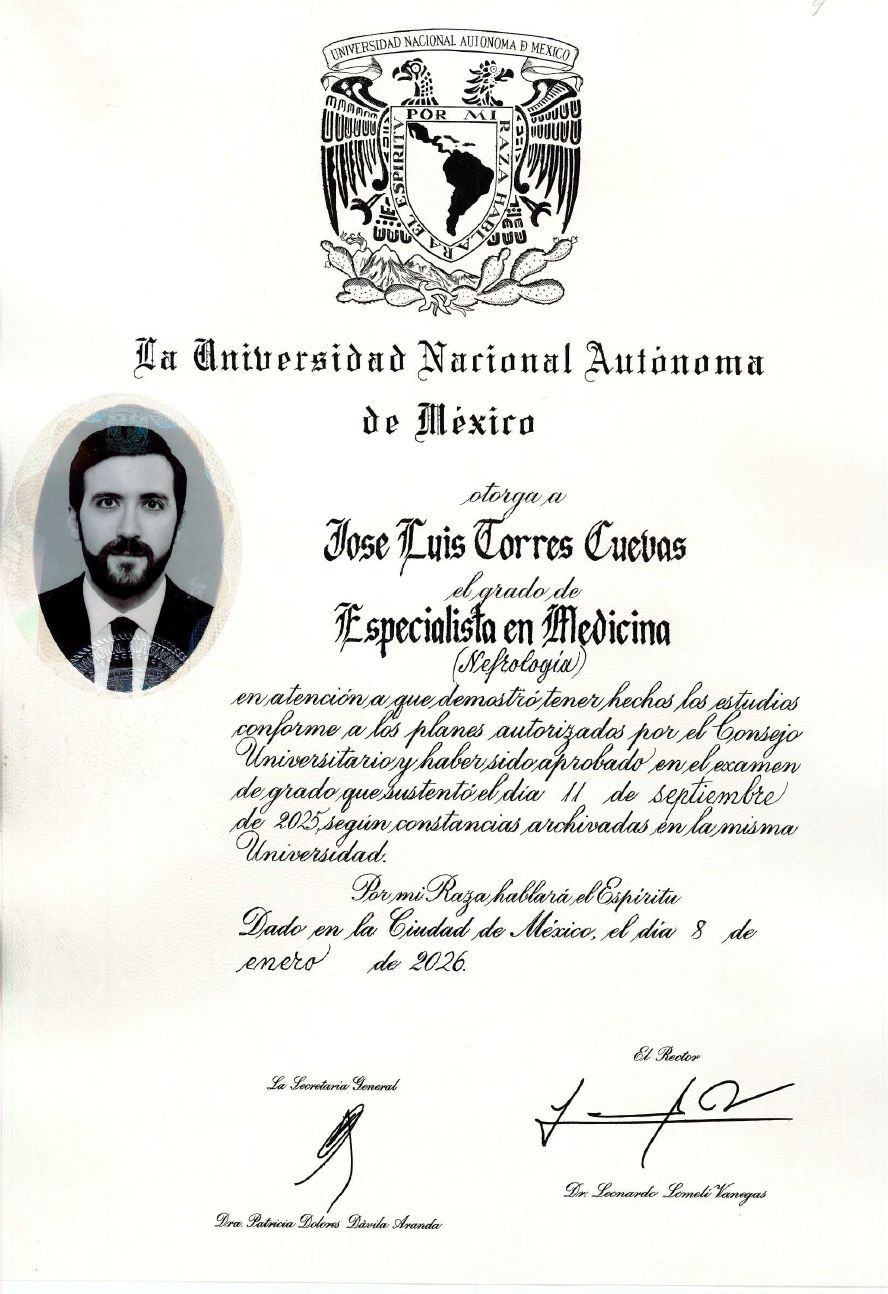 UNIVERSIDAD NACIONAL AUTONOMA D MEXICO
POR MI RAZA HABLARA EL ESPIRITV
La Universidad Nacional Autónoma
de México
otorga a
Jose Luis Torres Cuevas
el grado de
Especialista en Medicina
(Nefrología)
en atención a que demostró tener hechos los estudios
conforme a los planes autorizados por el Consejo
Universitario y haber sido aprobado en el examen
de grado que sustentó el día 11 de septiembre
de 2025, según constancias archivadas en la misma
Universidad.
Por mi Raza hablará el Espíritu
Dado en la Ciudad de México, el día 8 de
enero de 2026.
El Rector
La Secretaria General
Dr. Leonardo Lomelí Vanegas
Dra. Patricia Dolores Dávila Aranda